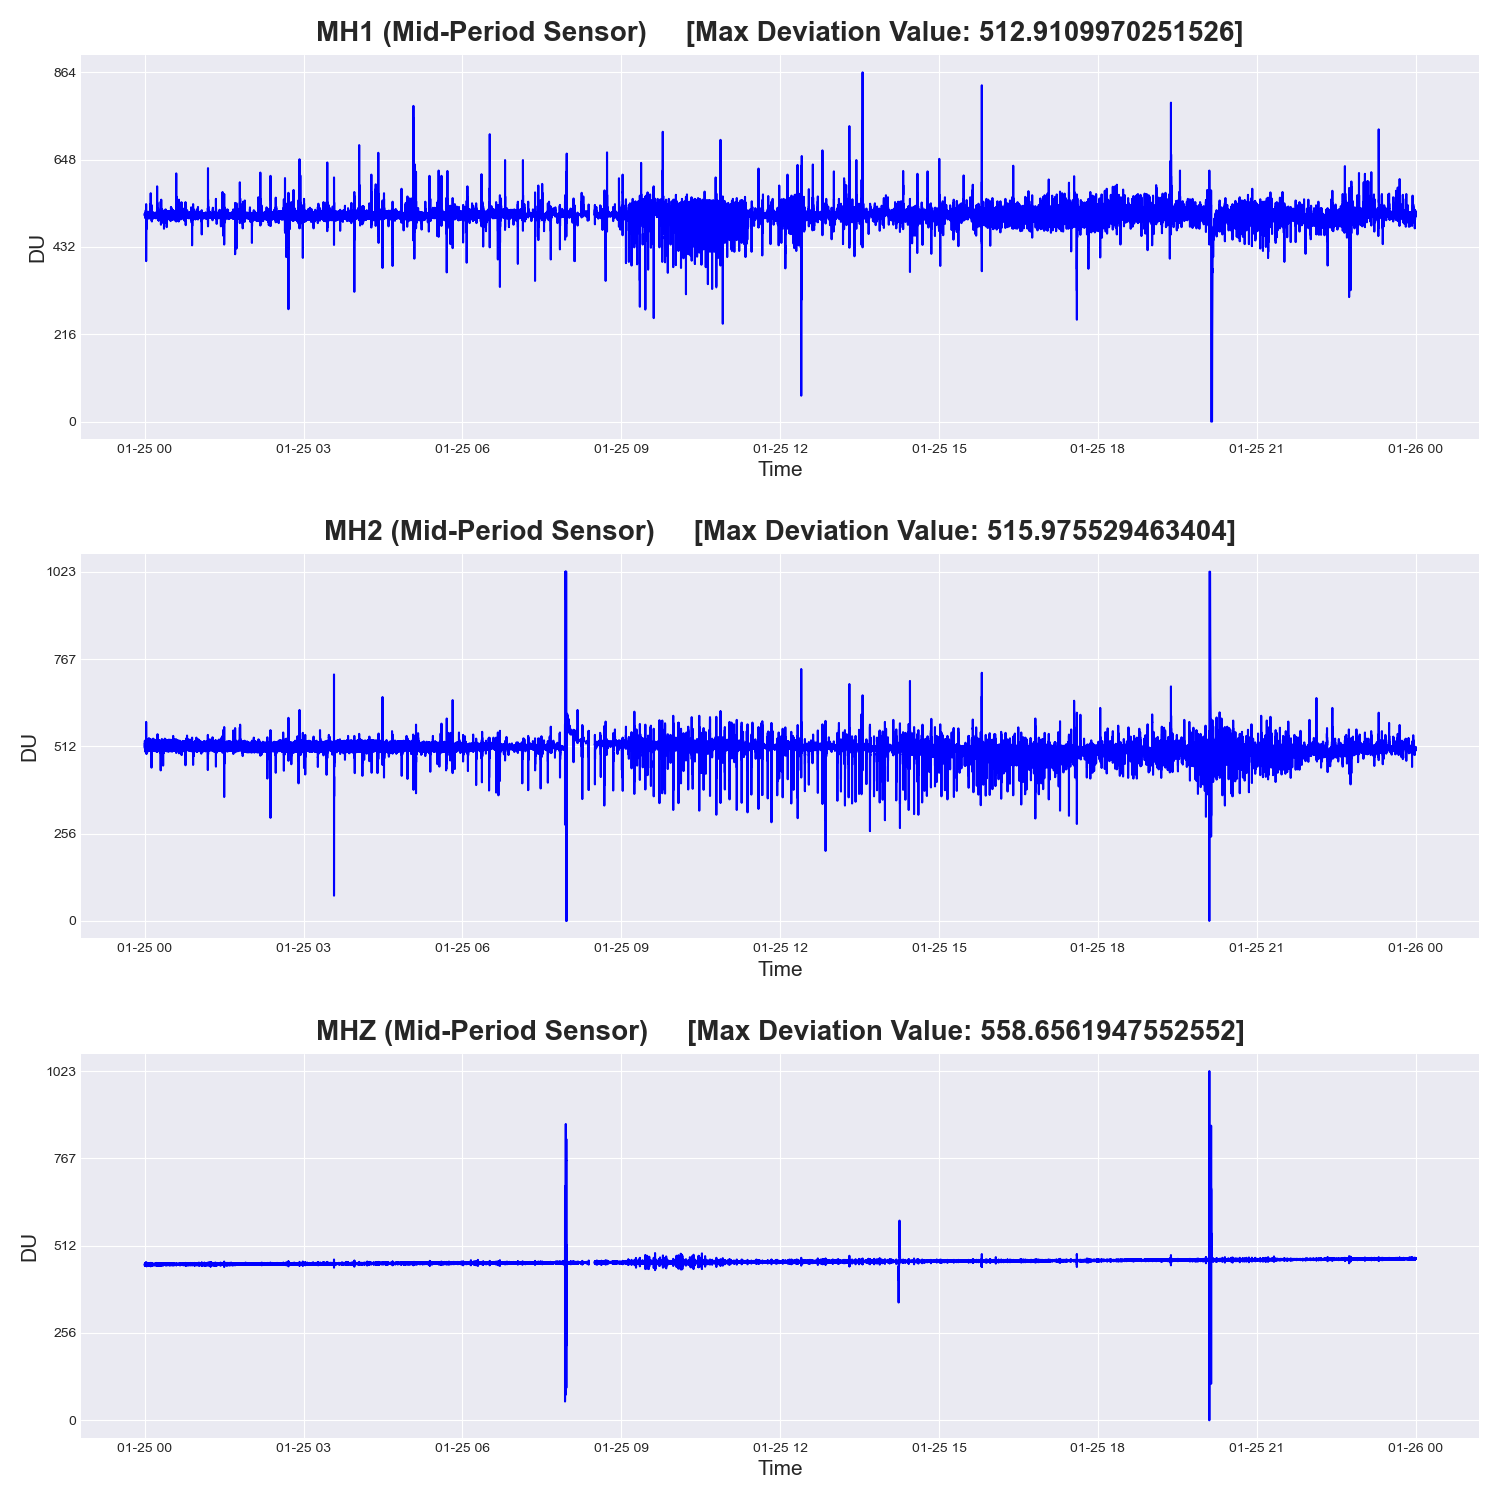 MH1 (Mid-Period Sensor) [Max Deviation Value: 512.9109970251526]
864
648
432
216
0
DU
01-25 00 01-25 03 01-25 06 01-25 09 01-25 12 01-25 15 01-25 18 01-25 21 01-26 00
Time
MH2 (Mid-Period Sensor) [Max Deviation Value: 515.975529463404]
1023
767
512
256
0
DU
01-25 00 01-25 03 01-25 06 01-25 09 01-25 12 01-25 15 01-25 18 01-25 21 01-26 00
Time
MHZ (Mid-Period Sensor) [Max Deviation Value: 558.6561947552552]
1023
767
512
256
0
DU
01-25 00 01-25 03 01-25 06 01-25 09 01-25 12 01-25 15 01-25 18 01-25 21 01-26 00
Time